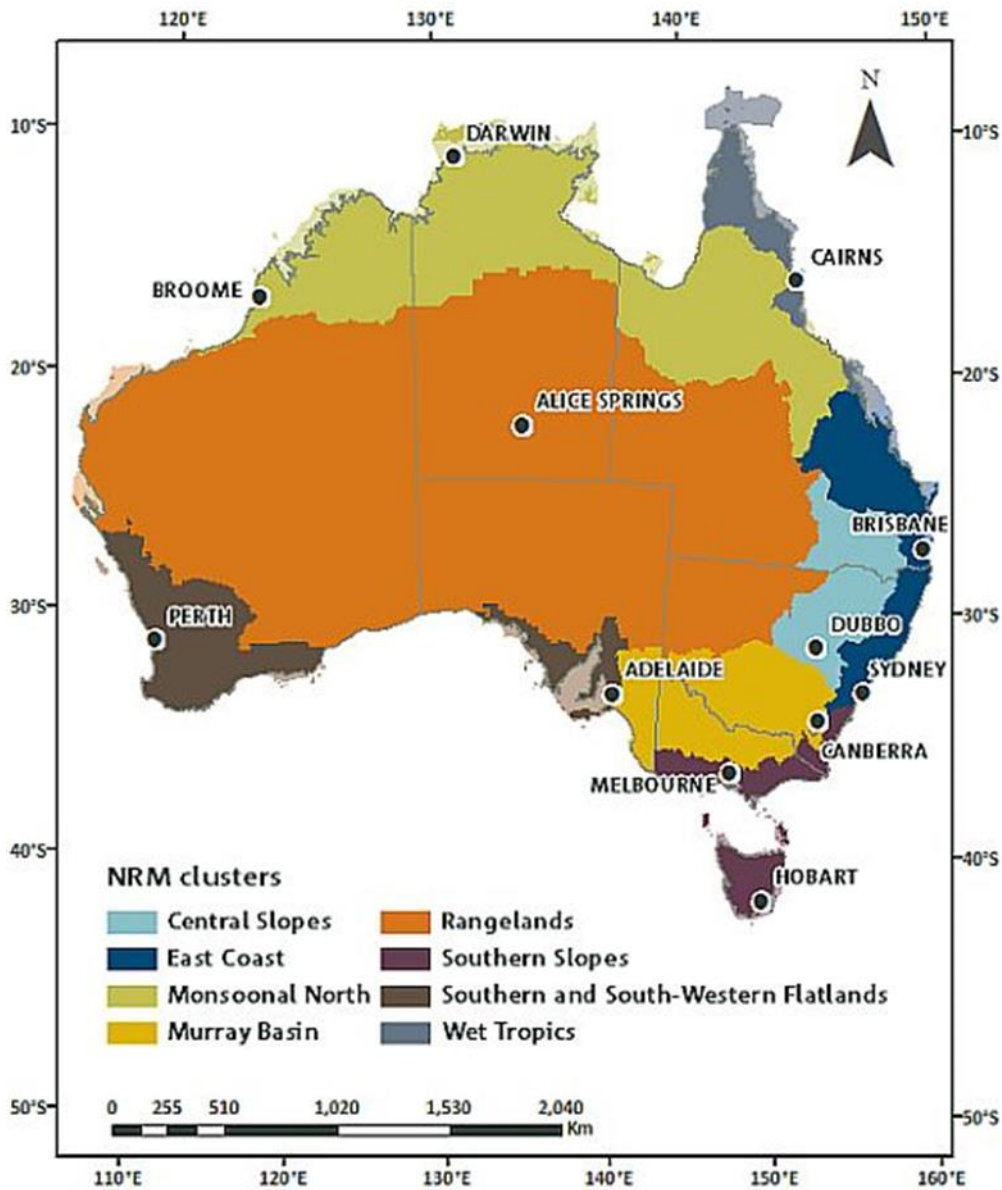 120°E 130°E 140°E 150°E
N
10°S 10°S
DARWIN
CAIRNS
BROOME
20°S 20°S
ALICE SPRINGS
BRISBANE
30°S 30°S
PERTH
DUBBO
ADELAIDE
SYDNEY
CANBERRA
MELBOURNE
40°S 40°S
HOBART
NRM clusters
Central Slopes Rangelands
East Coast Southern Slopes
Monsoonal North Southern and South-Western Flatlands
Murray Basin Wet Tropics
0 255 510 1,020 1,530 2,040
Km
50°S 50°S
110°E 120°E 130°E 140°E 150°E 160°E